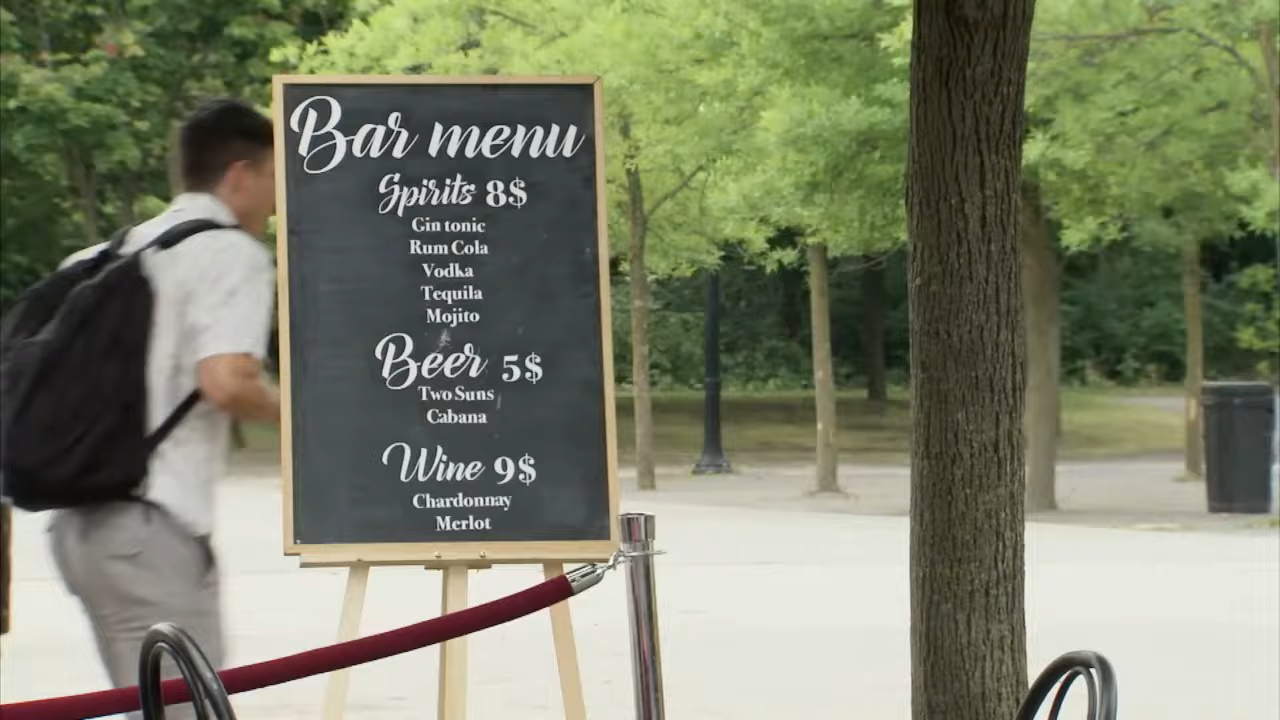 Bar menu
Spirits 8$
Gin tonic
Rum Cola
Vodka
Tequila
Mojito
Beer 5$
Two Suns
Cabana
Wine 9$
Chardonnay
Merlot